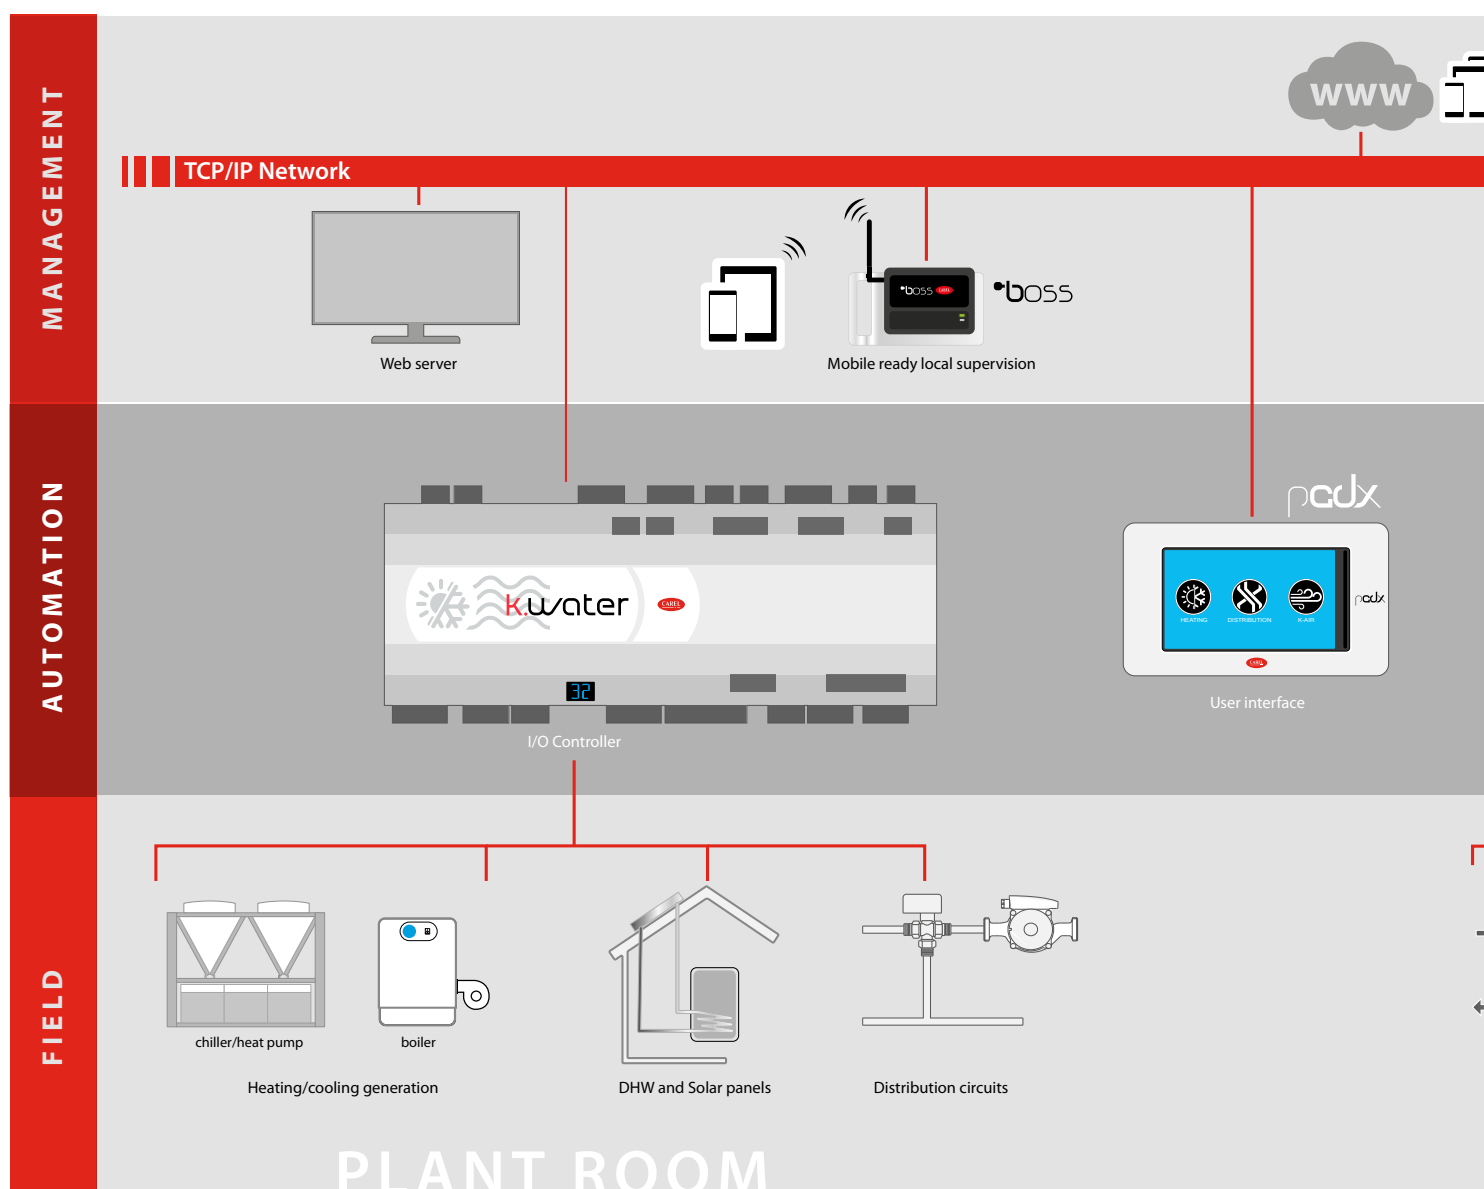 MANAGEMENT
www
TCP/IP Network
boss CAREL
boss
Web server
Mobile ready local supervision
AUTOMATION
pGDX
k.water
CAREL
HEATING
DISTRIBUTION
K-AIR
pGDX
CAREL
32
User interface
I/O Controller
FIELD
chiller/heat pump
boiler
Heating/cooling generation
DHW and Solar panels
Distribution circuits
PLANT ROOM